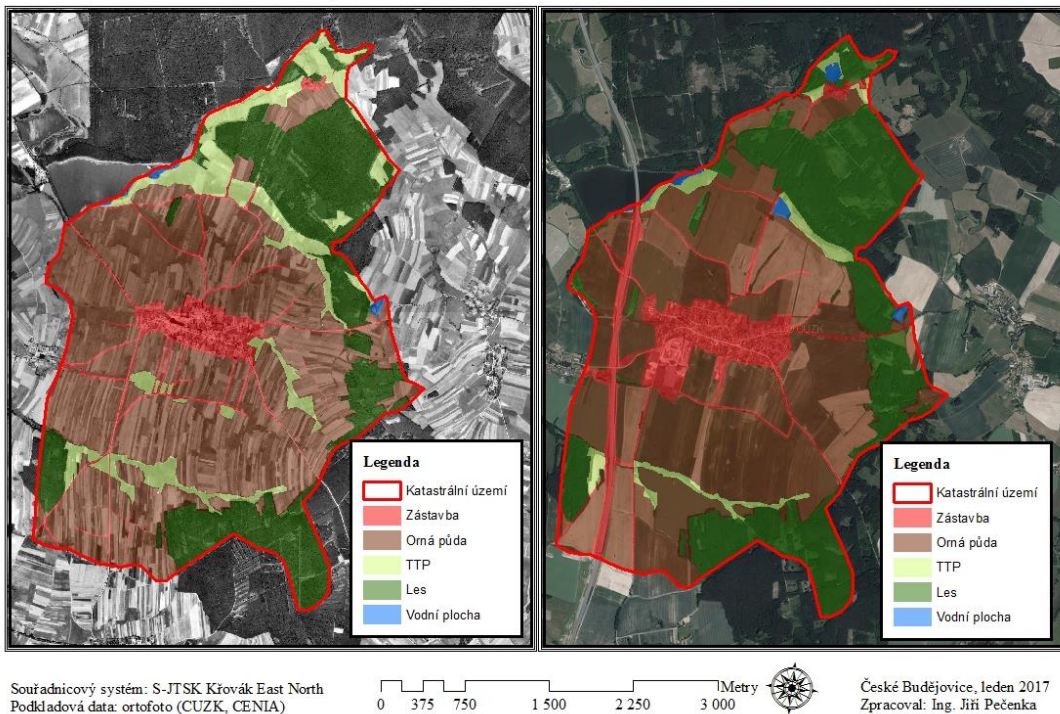 Legenda
Katastrální území
Zástavba
Orná půda
TTP
Les
Vodní plocha
Legenda
Katastrální území
Zástavba
Orná půda
TTP
Les
Vodní plocha
Souřadnicový systém: S-JTSK Křovák East North
Podkladová data: ortofoto (CUZK, CENIA)
Metry
0 375 750 1 500 2 250 3 000
České Budějovice, leden 2017
Zpracoval: Ing. Jiří Pečenka